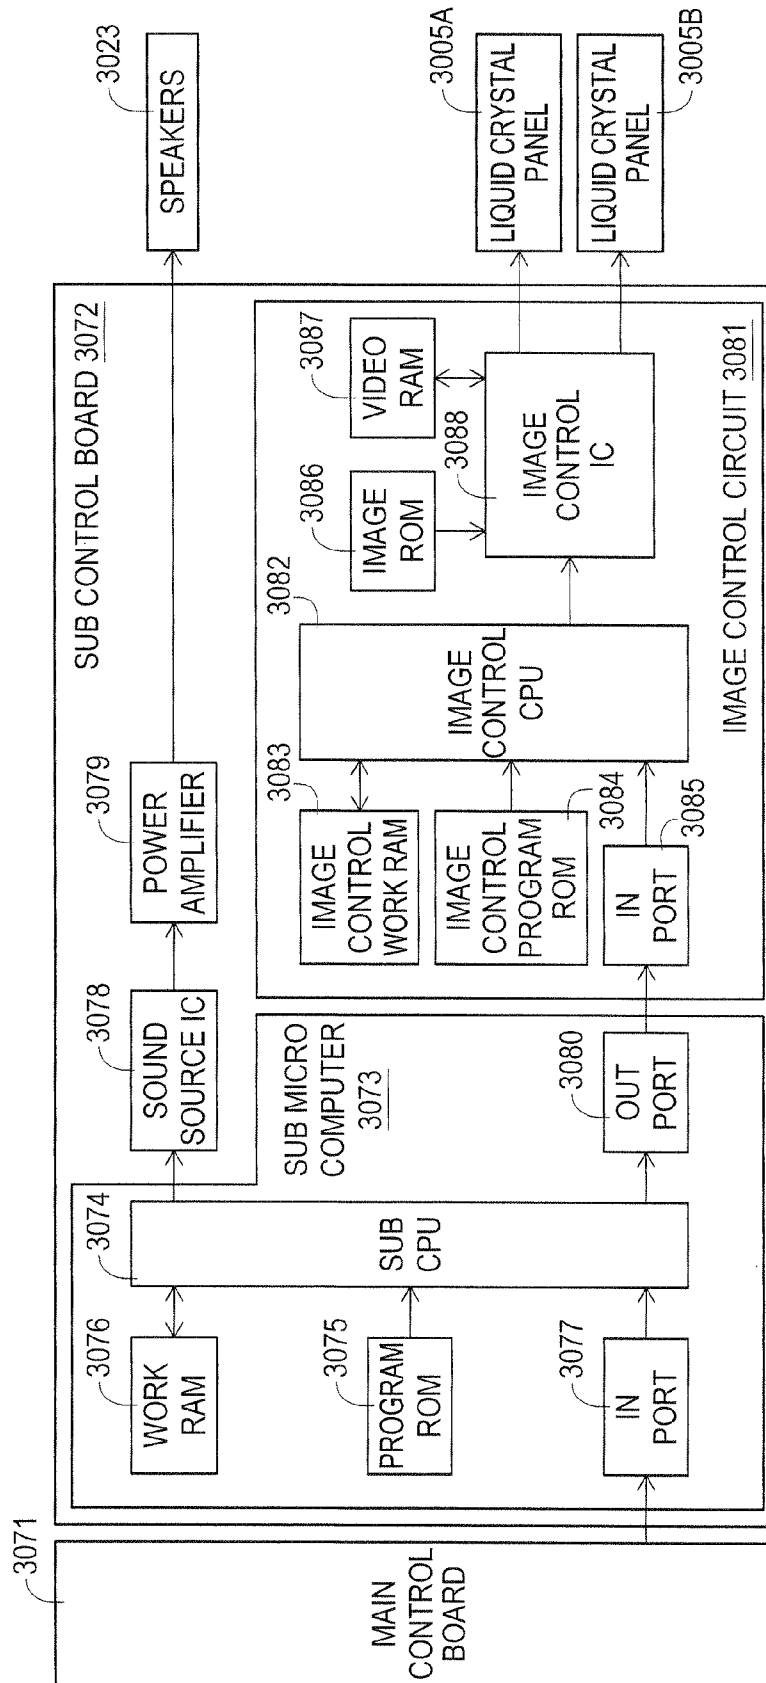 3071
MAIN
CONTROL
BOARD
SUB CONTROL BOARD 3072
3076
WORK
RAM
3074
SUB
CPU
3075
PROGRAM
ROM
3077
IN
PORT
SUB MICRO
COMPUTER
3073
3080
OUT
PORT
3078
SOUND
SOURCE IC
3079
POWER
AMPLIFIER
3023
SPEAKERS
3083
IMAGE
CONTROL
WORK RAM
3084
IMAGE
CONTROL
PROGRAM
ROM
3085
IN
PORT
3082
IMAGE
CONTROL
CPU
3086
IMAGE
ROM
3087
VIDEO
RAM
3088
IMAGE
CONTROL
IC
IMAGE CONTROL CIRCUIT 3081
3005A
LIQUID CRYSTAL
PANEL
3005B
LIQUID CRYSTAL
PANEL